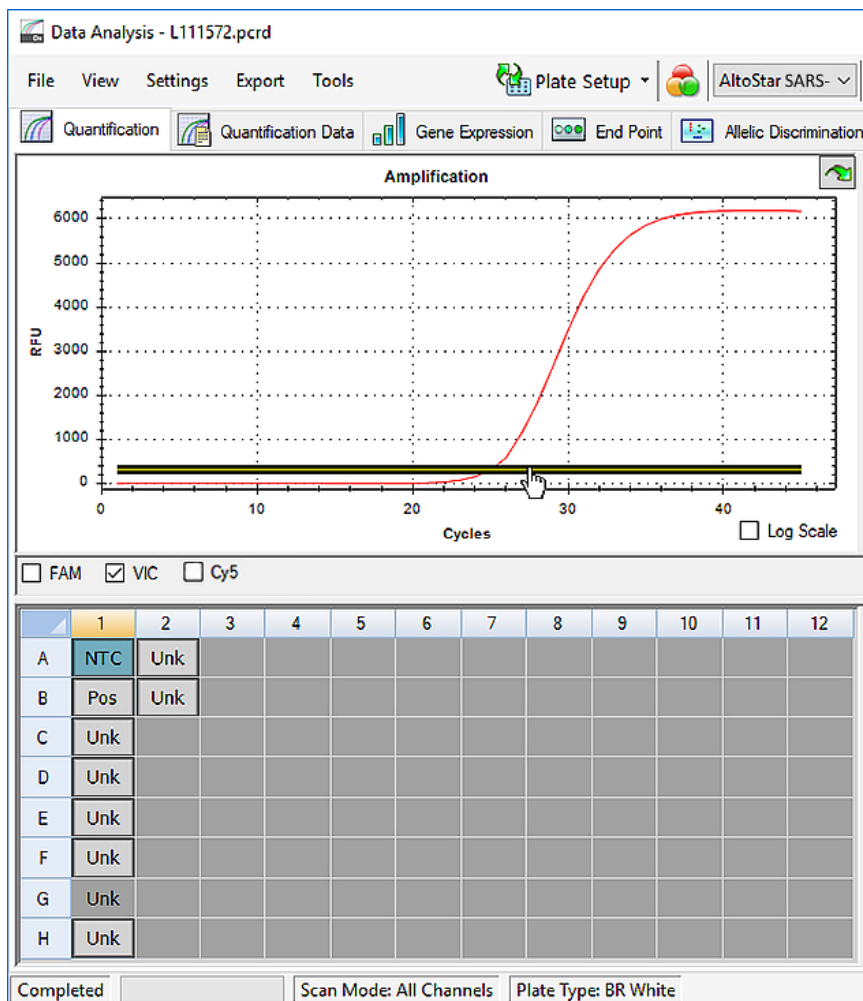 Data Analysis - L111572.pcrd
File View Settings Export Tools Plate Setup AltoStar SARS-
Quantification Quantification Data Gene Expression End Point Allelic Discrimination
Amplification
6000
5000
4000
3000
2000
1000
0
RFU
0 10 20 30 40
Cycles
Log Scale
FAM VIC Cy5
1 2 3 4 5 6 7 8 9 10 11 12
A NTC Unk
B Pos Unk
C Unk
D Unk
E Unk
F Unk
G Unk
H Unk
Completed Scan Mode: All Channels Plate Type: BR White